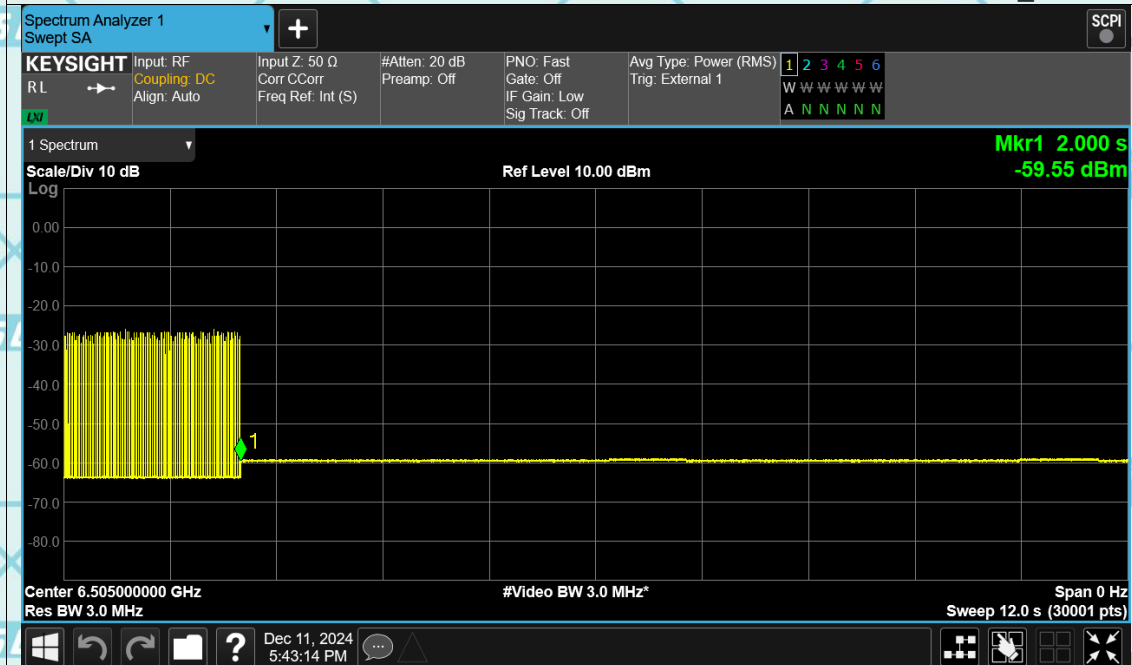 Spectrum Analyzer 1
Swept SA
+
SCPI
KEYSIGHT
RL
LXI
Input: RF
Coupling: DC
Align: Auto
Input Z: 50 Ω
Corr CCorr
Freq Ref: Int (S)
#Atten: 20 dB
Preamp: Off
PNO: Fast
Gate: Off
IF Gain: Low
Sig Track: Off
Avg Type: Power (RMS)
Trig: External 1
1 2 3 4 5 6
W W W W W W
A N N N N N
1 Spectrum
Mkr1 2.000 s
-59.55 dBm
Scale/Div 10 dB
Ref Level 10.00 dBm
Log
0.00
-10.0
-20.0
-30.0
-40.0
-50.0
1
-60.0
-70.0
-80.0
Center 6.505000000 GHz
#Video BW 3.0 MHz*
Span 0 Hz
Res BW 3.0 MHz
Sweep 12.0 s (30001 pts)
?
Dec 11, 2024
5:43:14 PM